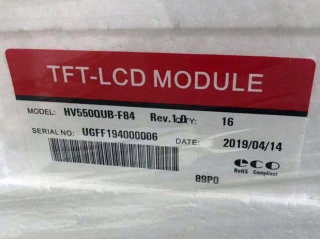 TFT-LCD MODULE
MODEL: HV550QUB-F84 Rev.1.0 Q'TY: 16
SERIAL NO: UGFF194000006 DATE: 2019/04/14
eco
RoHS Compliant
89P0